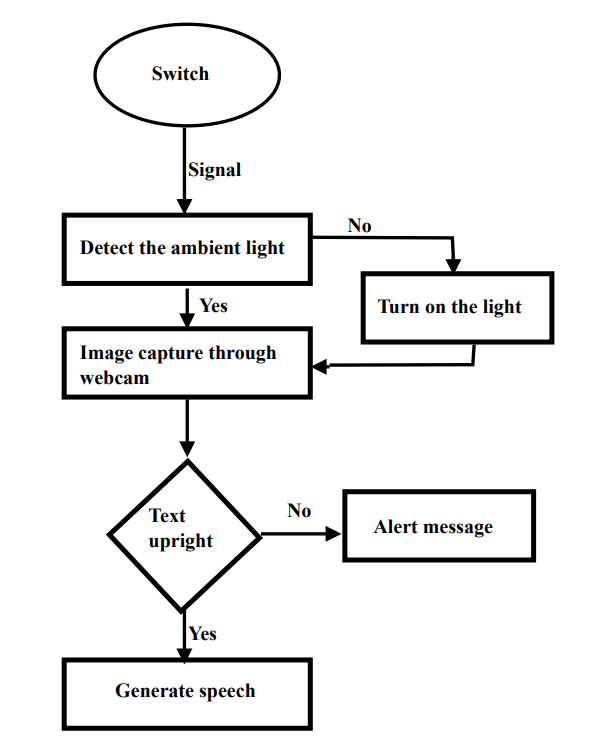 Switch
Signal
Detect the ambient light
No
Yes
Turn on the light
Image capture through
webcam
Text
upright
No
Alert message
Yes
Generate speech